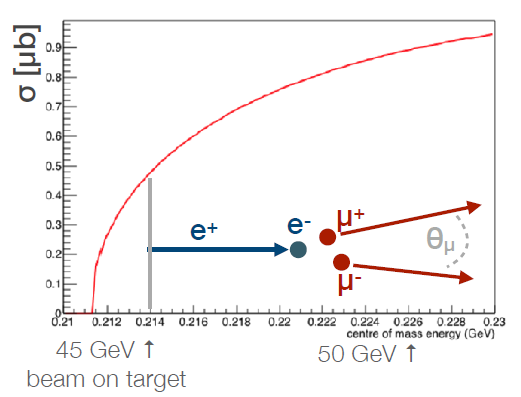 σ [µb]
0.9
0.8
0.7
0.6
0.5
0.4
0.3
0.2
0.1
0
e+
e-
µ+
µ-
θµ
0.21 0.212 0.214 0.216 0.218 0.22 0.222 0.224 0.226 0.228 0.23
centre of mass energy (GeV)
45 GeV ↑
beam on target
50 GeV ↑